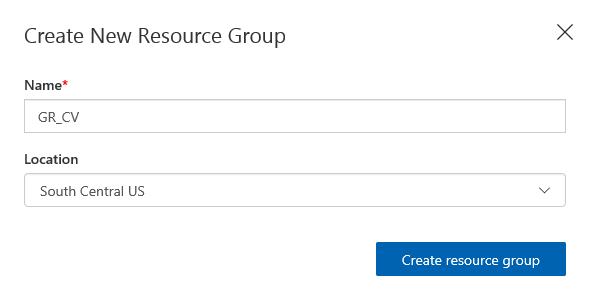 Create New Resource Group
Name*
GR_CV
Location
South Central US
Create resource group